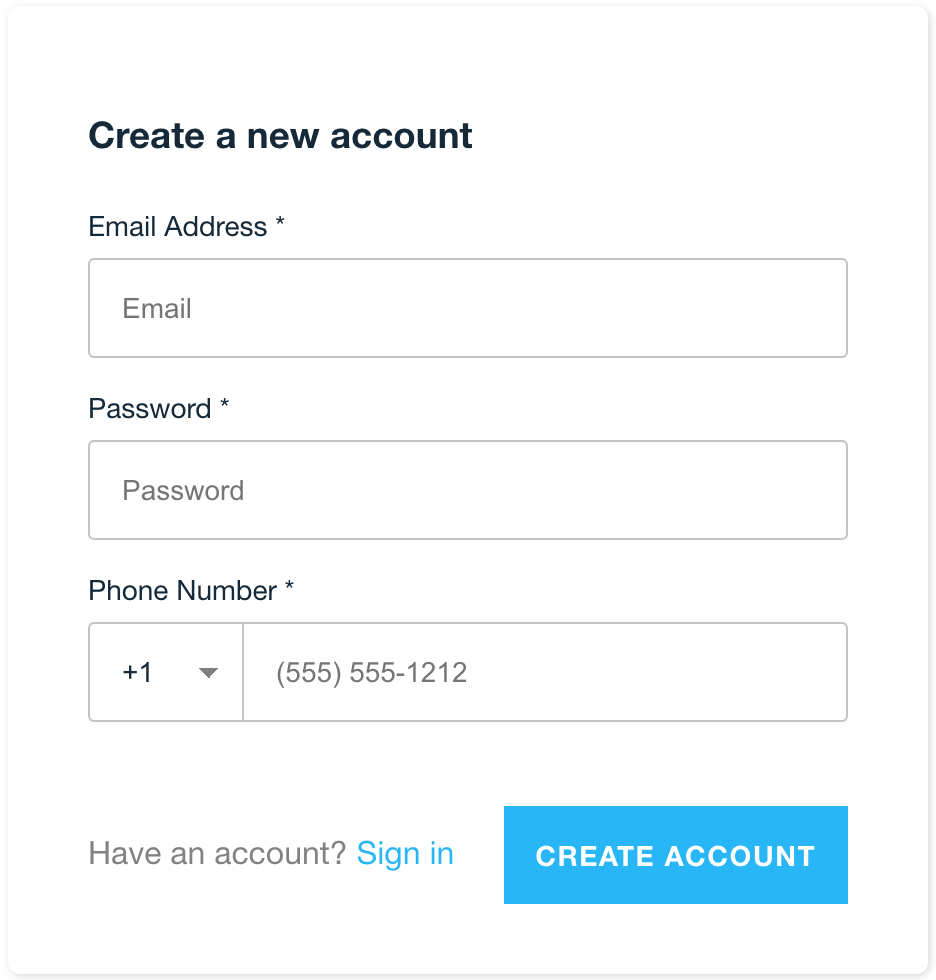 Create a new account
Email Address *
Email
Password *
Password
Phone Number *
+1 (555) 555-1212
Have an account? Sign in CREATE ACCOUNT